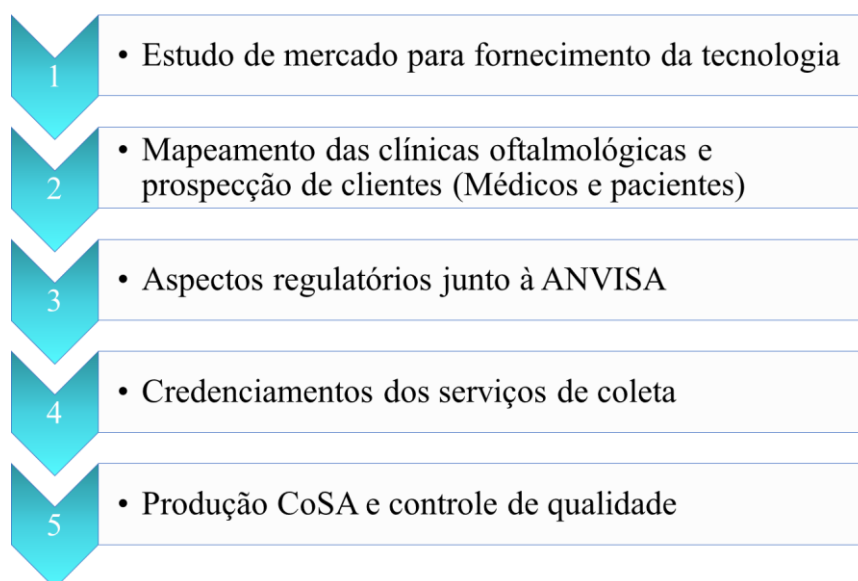 1
• Estudo de mercado para fornecimento da tecnologia
2
• Mapeamento das clínicas oftalmológicas e
prospecção de clientes (Médicos e pacientes)
3
• Aspectos regulatórios junto à ANVISA
4
• Credenciamentos dos serviços de coleta
5
• Produção CoSA e controle de qualidade